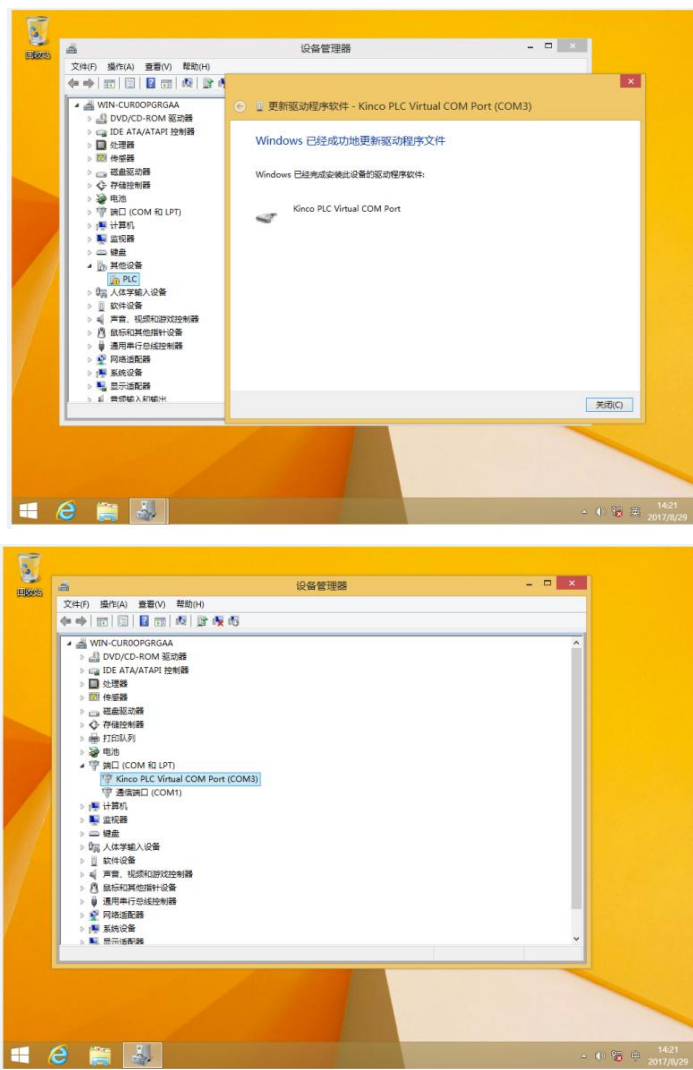 回收站
设备管理器
文件(F) 操作(A) 查看(V) 帮助(H)
WIN-CUR0OPGRGAA
DVD/CD-ROM 驱动器
IDE ATA/ATAPI 控制器
处理器
传感器
磁盘驱动器
存储控制器
电池
端口 (COM 和 LPT)
计算机
监视器
键盘
其他设备
PLC
人体学输入设备
软件设备
声音、视频和游戏控制器
鼠标和其他指针设备
通用串行总线控制器
网络适配器
系统设备
显示适配器
音频输入和输出
更新驱动程序软件 - Kinco PLC Virtual COM Port (COM3)
Windows 已经成功地更新驱动程序文件
Windows 已经完成安装此设备的驱动程序软件:
Kinco PLC Virtual COM Port
关闭(C)
英
14:21
2017/8/29
回收站
设备管理器
文件(F) 操作(A) 查看(V) 帮助(H)
WIN-CUR0OPGRGAA
DVD/CD-ROM 驱动器
IDE ATA/ATAPI 控制器
处理器
传感器
磁盘驱动器
存储控制器
打印队列
电池
端口 (COM 和 LPT)
Kinco PLC Virtual COM Port (COM3)
通信端口 (COM1)
计算机
监视器
键盘
人体学输入设备
软件设备
声音、视频和游戏控制器
鼠标和其他指针设备
通用串行总线控制器
网络适配器
系统设备
显示适配器
中
14:21
2017/8/29